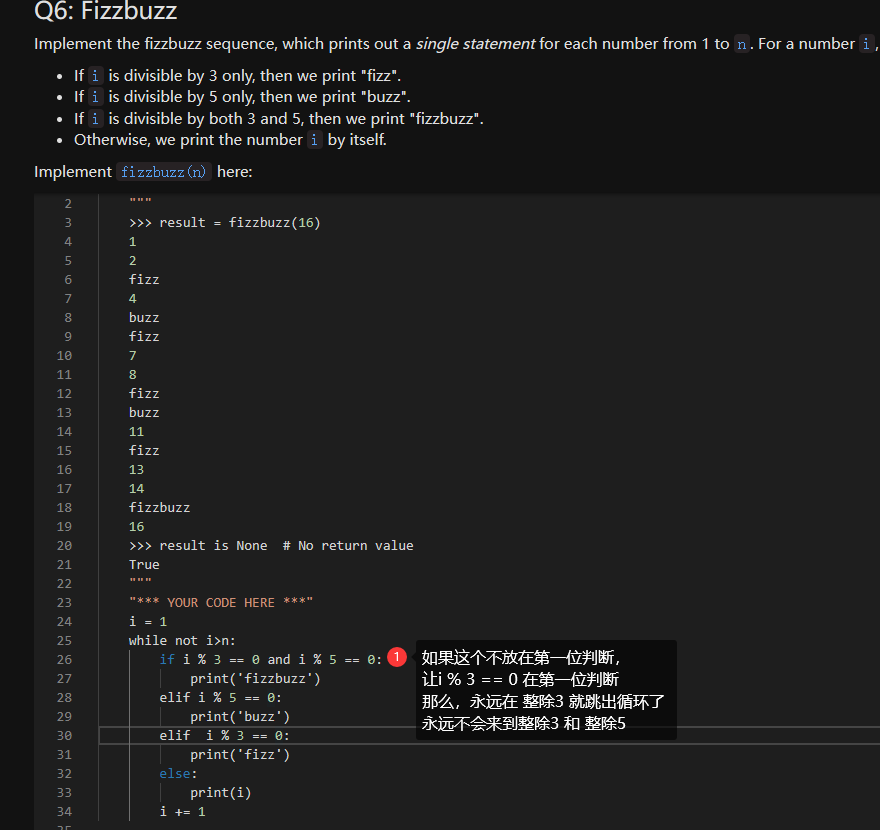 Q6: Fizzbuzz
Implement the fizzbuzz sequence, which prints out a single statement for each number from 1 to n. For a number i,
If i is divisible by 3 only, then we print "fizz".
If i is divisible by 5 only, then we print "buzz".
If i is divisible by both 3 and 5, then we print "fizzbuzz".
Otherwise, we print the number i by itself.
Implement fizzbuzz(n) here:
2 """
3 >>> result = fizzbuzz(16)
4 1
5 2
6 fizz
7 4
8 buzz
9 fizz
10 7
11 8
12 fizz
13 buzz
14 11
15 fizz
16 13
17 14
18 fizzbuzz
19 16
20 >>> result is None  # No return value
21 True
22 """
23 "*** YOUR CODE HERE ***"
24 i = 1
25 while not i>n:
26 if i % 3 == 0 and i % 5 == 0:
27 print('fizzbuzz')
28 elif i % 5 == 0:
29 print('buzz')
30 elif  i % 3 == 0:
31 print('fizz')
32 else:
33 print(i)
34 i += 1
35
1
如果这个不放在第一位判断，
让i % 3 == 0 在第一位判断
那么，永远在 整除3 就跳出循环了
永远不会来到整除3 和 整除5